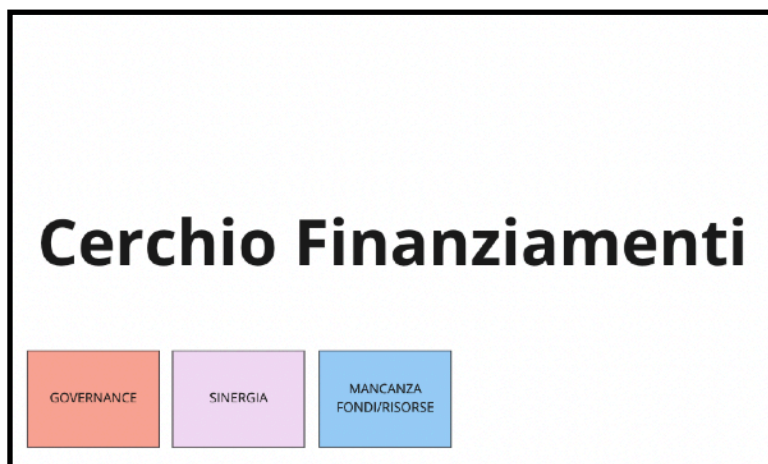 Cerchio Finanziamenti
GOVERNANCE
SINERGIA
MANCANZA
FONDI/RISORSE